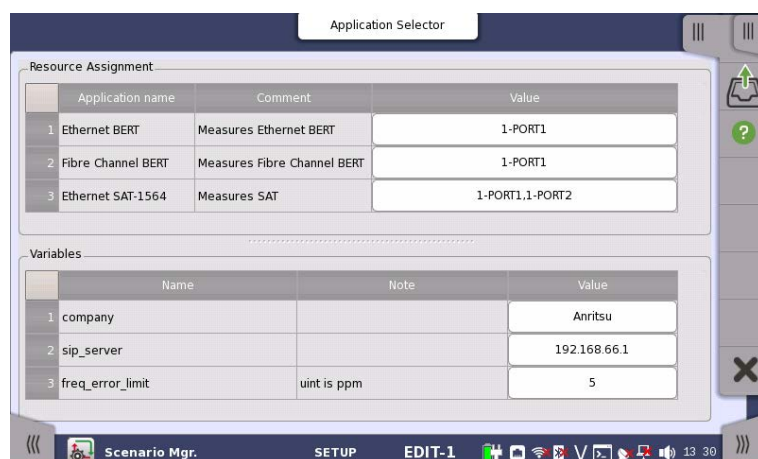 Application Selector
Resource Assignment
Application name Comment Value
1 Ethernet BERT Measures Ethernet BERT 1-PORT1
2 Fibre Channel BERT Measures Fibre Channel BERT 1-PORT1
3 Ethernet SAT-1564 Measures SAT 1-PORT1,1-PORT2
Variables
Name Note Value
1 company Anritsu
2 sip_server 192.168.66.1
3 freq_error_limit uint is ppm 5
Scenario Mgr. SETUP EDIT-1 13 30